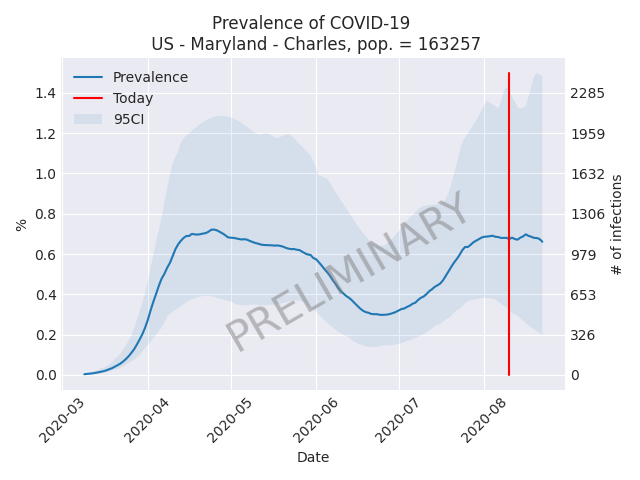 Prevalence of COVID-19
US - Maryland - Charles, pop. = 163257
Prevalence
Today
95CI
1.4
1.2
1.0
0.8
0.6
0.4
0.2
0.0
%
2285
1959
1632
1306
979
653
326
0
# of infections
PRELIMINARY
2020-03
2020-04
2020-05
2020-06
2020-07
2020-08
Date